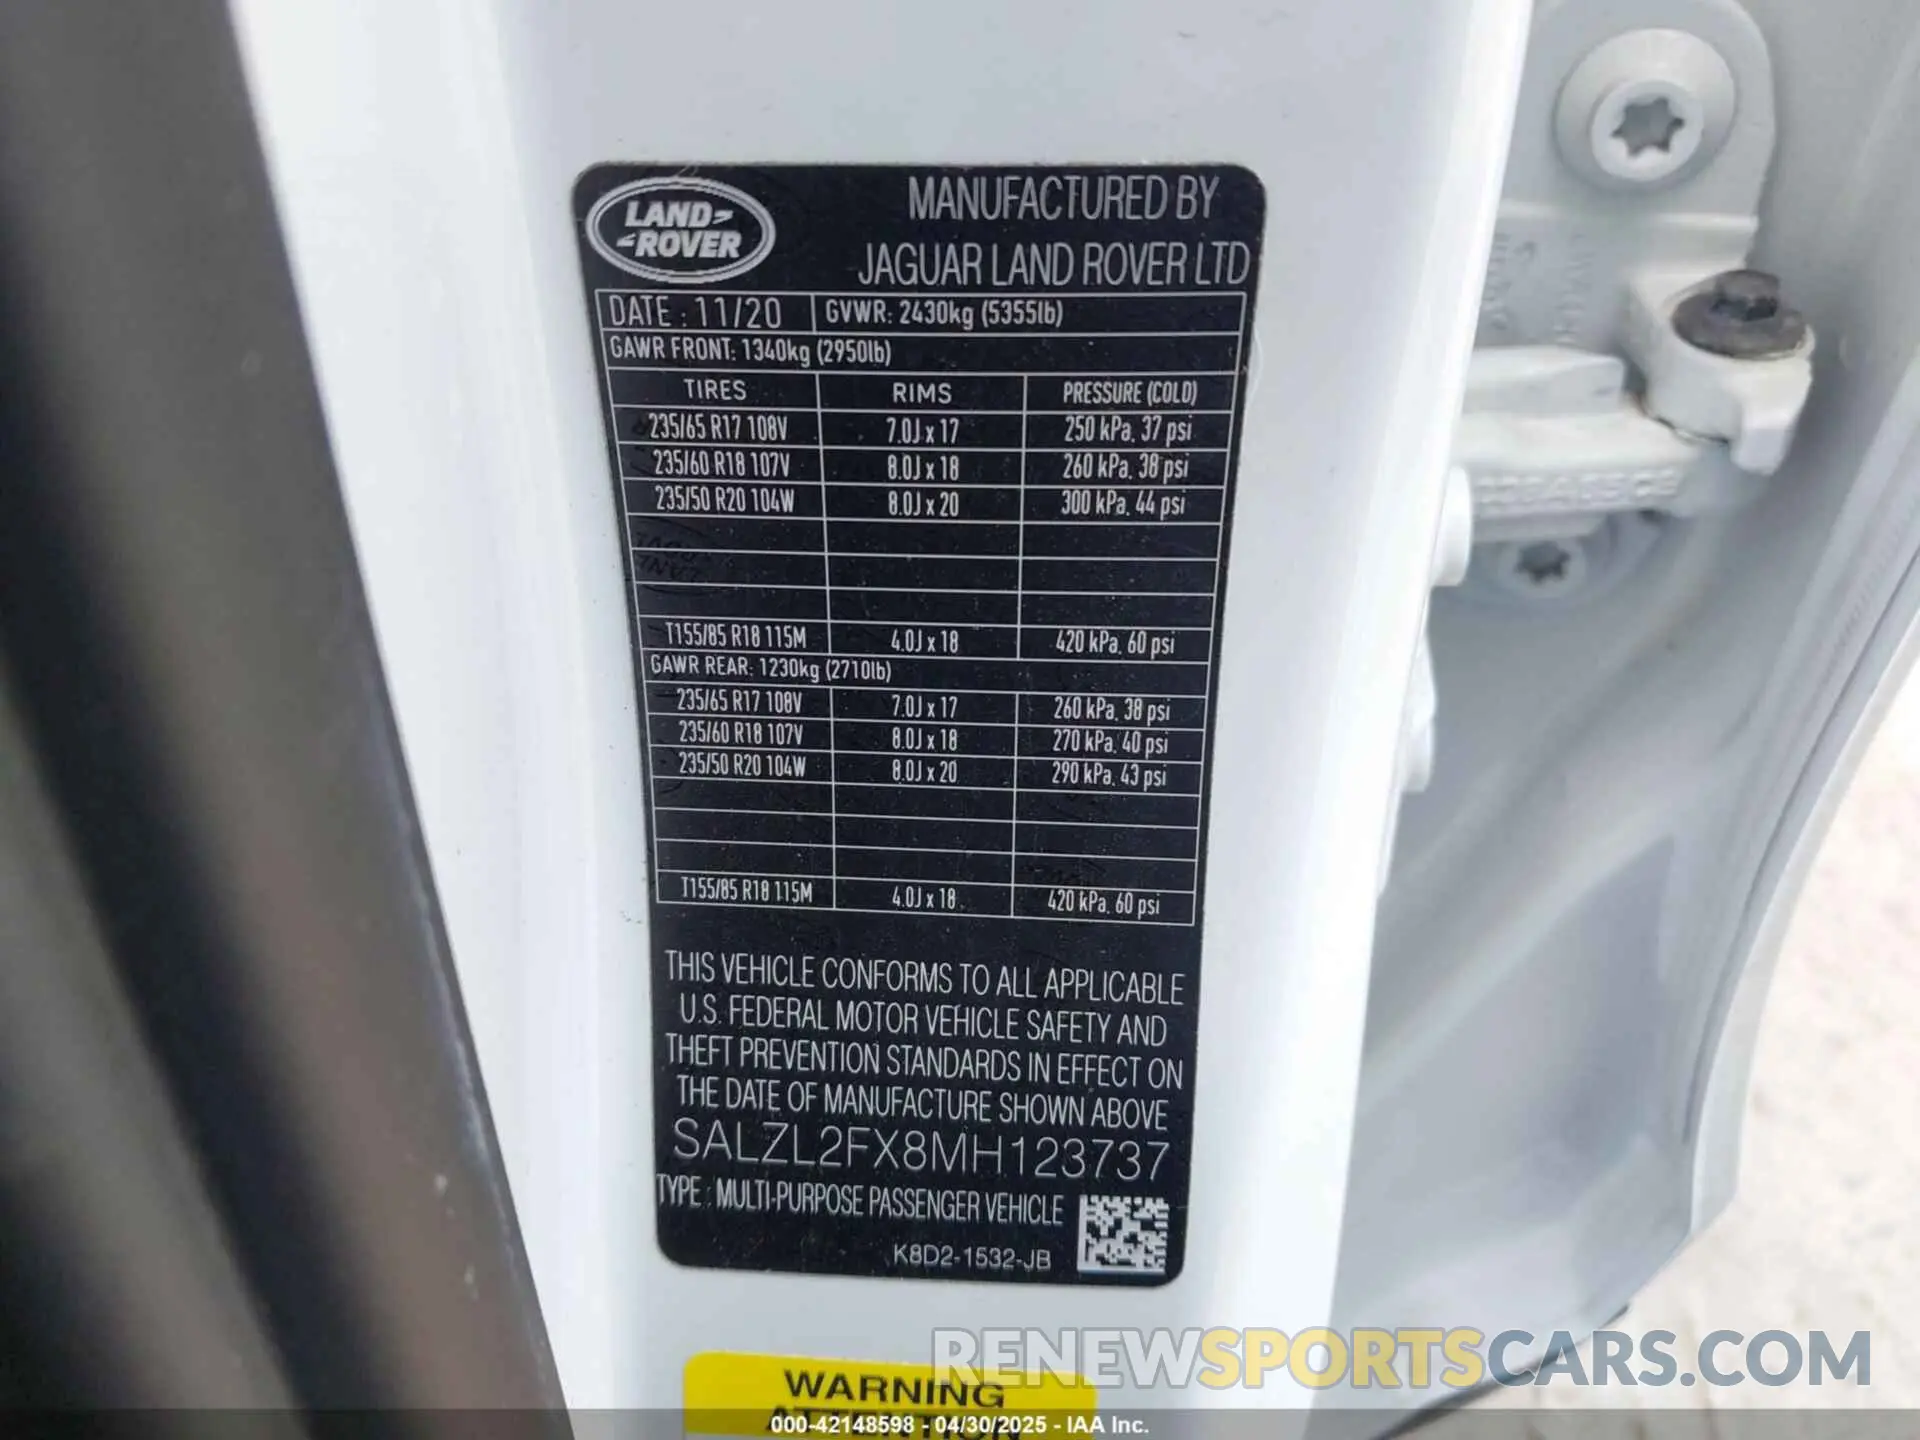 LAND
ROVER
MANUFACTURED BY
JAGUAR LAND ROVER LTD
DATE : 11/20 GVWR: 2430kg (5355lb)
GAWR FRONT: 1340kg (2950lb)
TIRES RIMS PRESSURE (COLD)
235/65 R17 108V 7.0J x 17 250 kPa, 37 psi
235/60 R18 107V 8.0J x 18 260 kPa, 38 psi
235/50 R20 104W 8.0J x 20 300 kPa, 44 psi
T155/85 R18 115M 4.0J x 18 420 kPa, 60 psi
GAWR REAR: 1230kg (2710lb)
235/65 R17 108V 7.0J x 17 260 kPa, 38 psi
235/60 R18 107V 8.0J x 18 270 kPa, 40 psi
235/50 R20 104W 8.0J x 20 290 kPa, 43 psi
T155/85 R18 115M 4.0J x 18 420 kPa, 60 psi
THIS VEHICLE CONFORMS TO ALL APPLICABLE
U.S. FEDERAL MOTOR VEHICLE SAFETY AND
THEFT PREVENTION STANDARDS IN EFFECT ON
THE DATE OF MANUFACTURE SHOWN ABOVE
SALZL2FX8MH123737
TYPE : MULTI-PURPOSE PASSENGER VEHICLE
K8D2-1532-JB
RENEWSPORTSCARS.COM
WARNING
ATTENTION
000-42148598 - 04/30/2025 - IAA Inc.